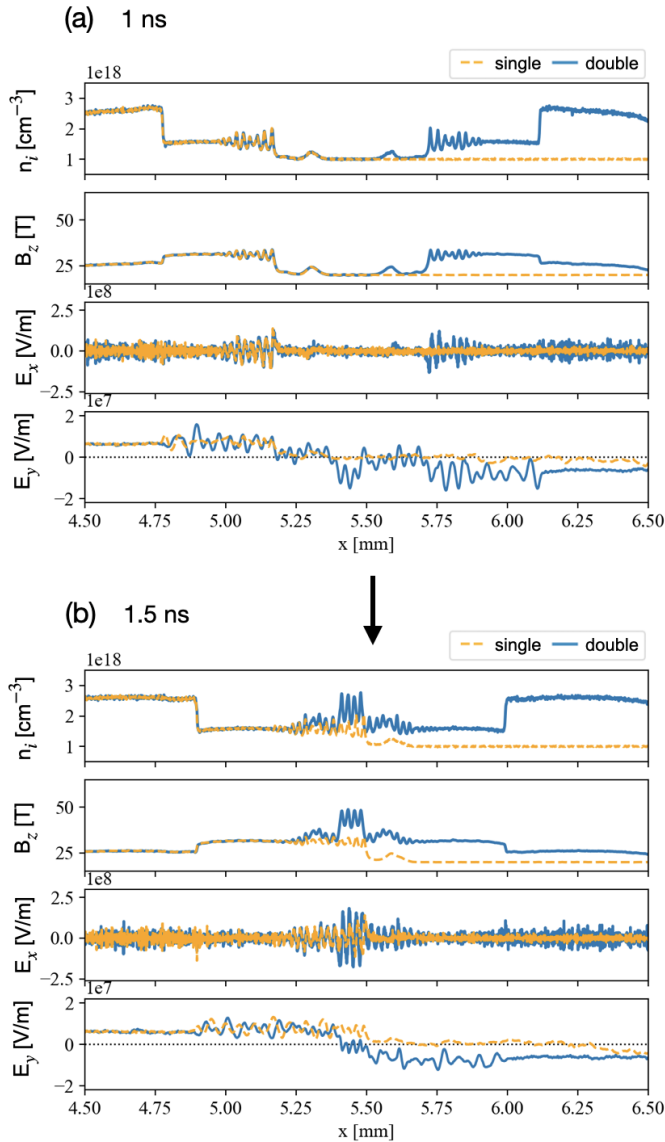 (a) 1 ns
single double
1e18
3
2
1
n_i [cm⁻³]
50
25
B_z [T]
1e8
2.5
0.0
−2.5
E_x [V/m]
1e7
2
0
−2
E_y [V/m]
4.50 4.75 5.00 5.25 5.50 5.75 6.00 6.25 6.50
x [mm]
(b) 1.5 ns
single double
1e18
3
2
1
n_i [cm⁻³]
50
25
B_z [T]
1e8
2.5
0.0
−2.5
E_x [V/m]
1e7
2
0
−2
E_y [V/m]
4.50 4.75 5.00 5.25 5.50 5.75 6.00 6.25 6.50
x [mm]